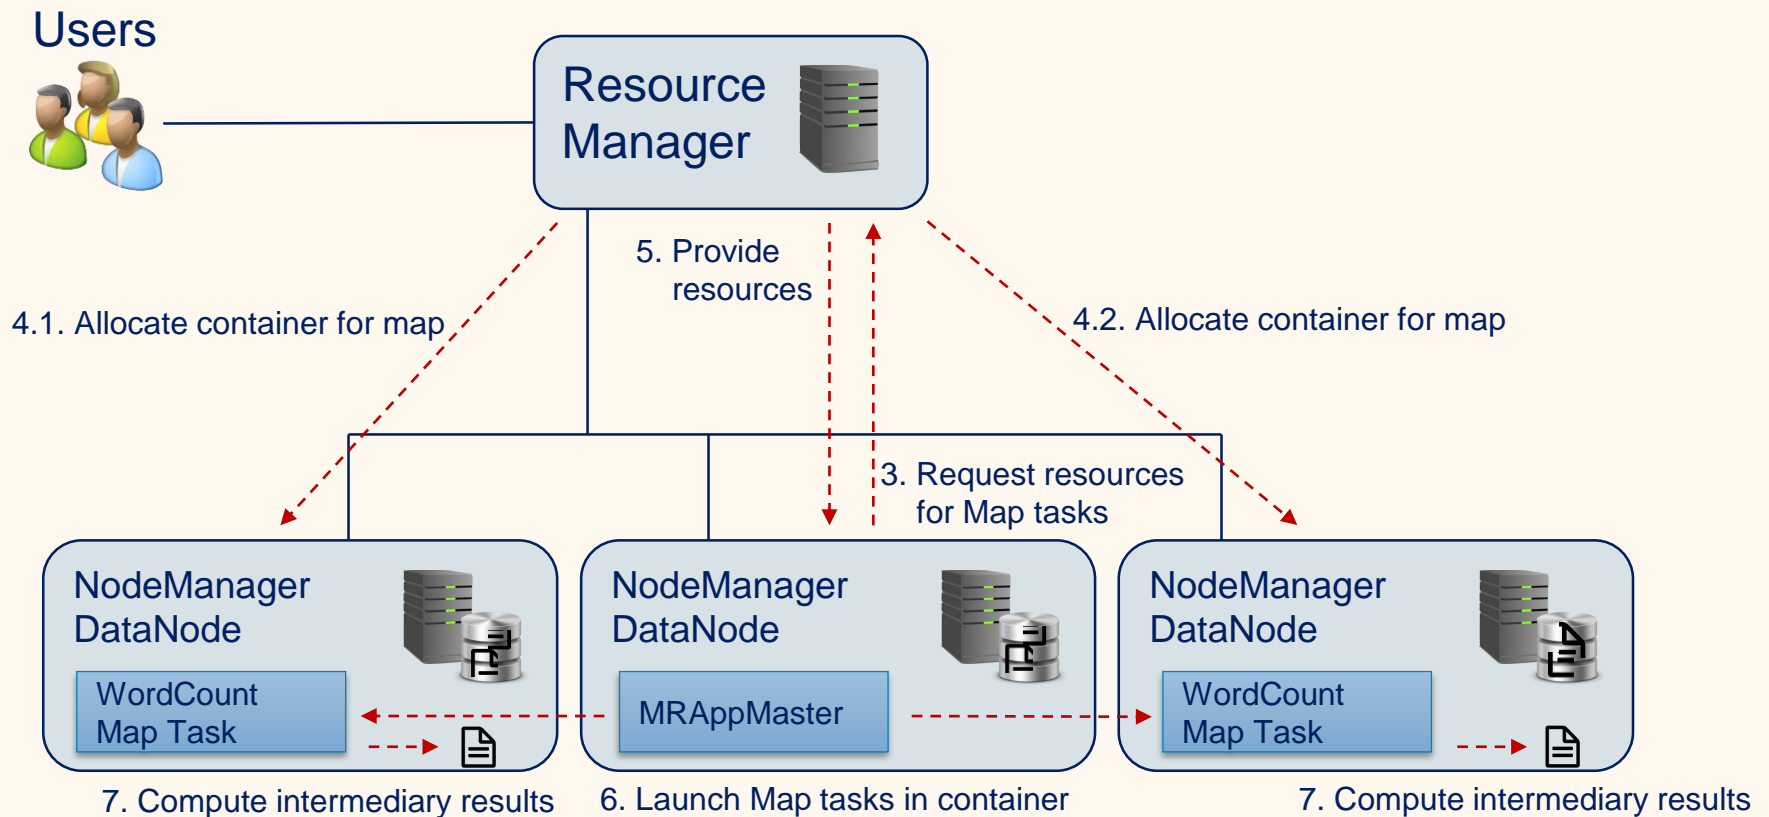 Users
Resource
Manager
5. Provide
resources
4.1. Allocate container for map
4.2. Allocate container for map
3. Request resources
for Map tasks
NodeManager
DataNode
WordCount
Map Task
NodeManager
DataNode
MRAppMaster
NodeManager
DataNode
WordCount
Map Task
7. Compute intermediary results
6. Launch Map tasks in container
7. Compute intermediary results